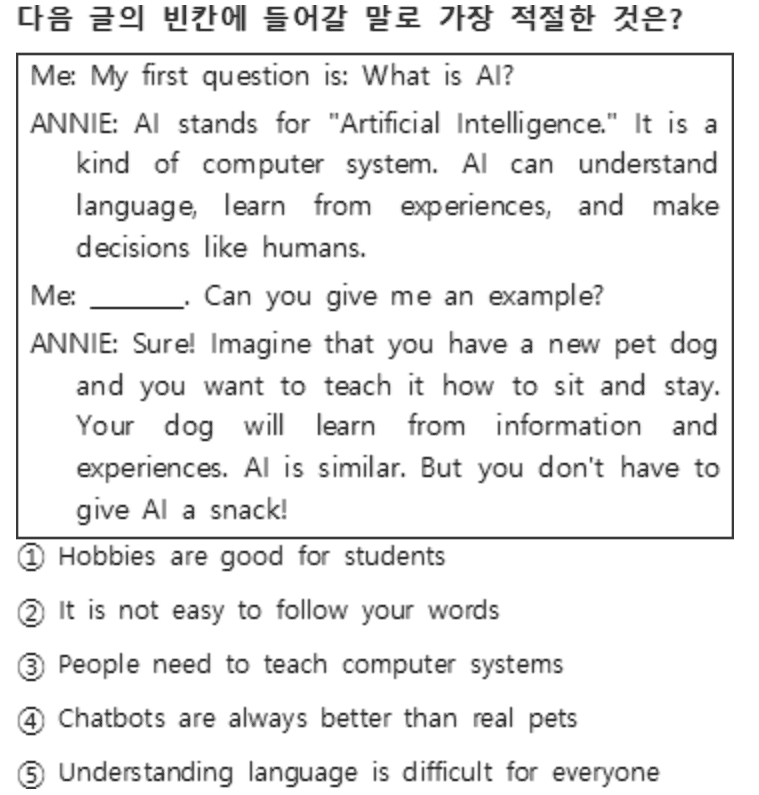 다음 글의 빈칸에 들어갈 말로 가장 적절한 것은?
Me: My first question is: What is AI?
ANNIE: AI stands for "Artificial Intelligence." It is a
kind of computer system. AI can understand
language, learn from experiences, and make
decisions like humans.
Me: _______. Can you give me an example?
ANNIE: Sure! Imagine that you have a new pet dog
and you want to teach it how to sit and stay.
Your dog will learn from information and
experiences. AI is similar. But you don't have to
give AI a snack!
① Hobbies are good for students
② It is not easy to follow your words
③ People need to teach computer systems
④ Chatbots are always better than real pets
⑤ Understanding language is difficult for everyone